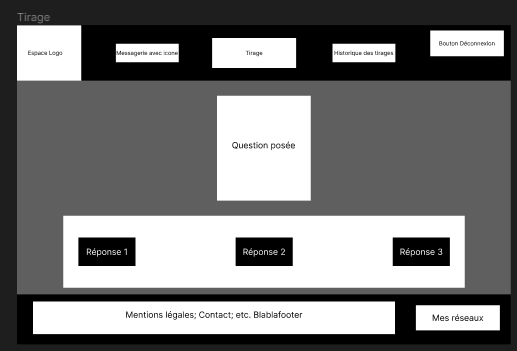 Tirage
Espace Logo
Messagerie avec icone
Tirage
Historique des tirages
Bouton Déconnexion
Question posée
Réponse 1
Réponse 2
Réponse 3
Mentions légales; Contact; etc. Blablafooter
Mes réseaux